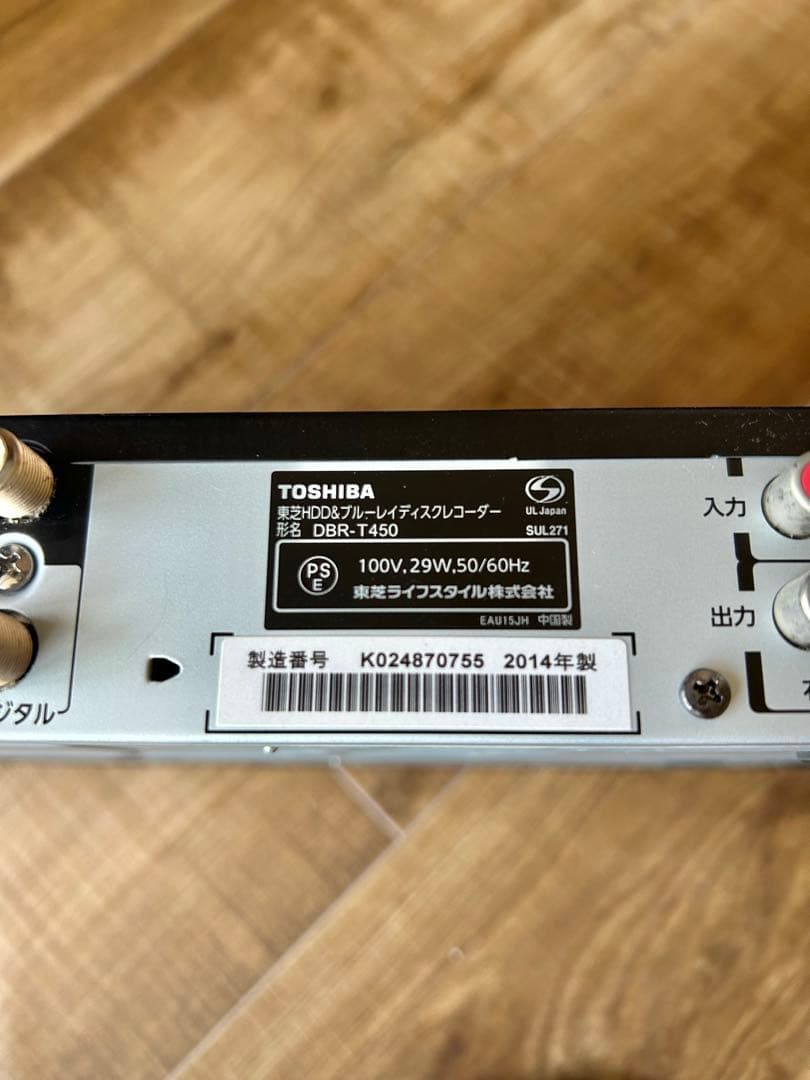 TOSHIBA
東芝HDD&ブルーレイディスクレコーダー
形名 DBR-T450
UL Japan
SUL271
PS
E
100V, 29W, 50/60Hz
東芝ライフスタイル株式会社
EAU15JH 中国製
製造番号 K024870755 2014年製
入力
出力
ジタル